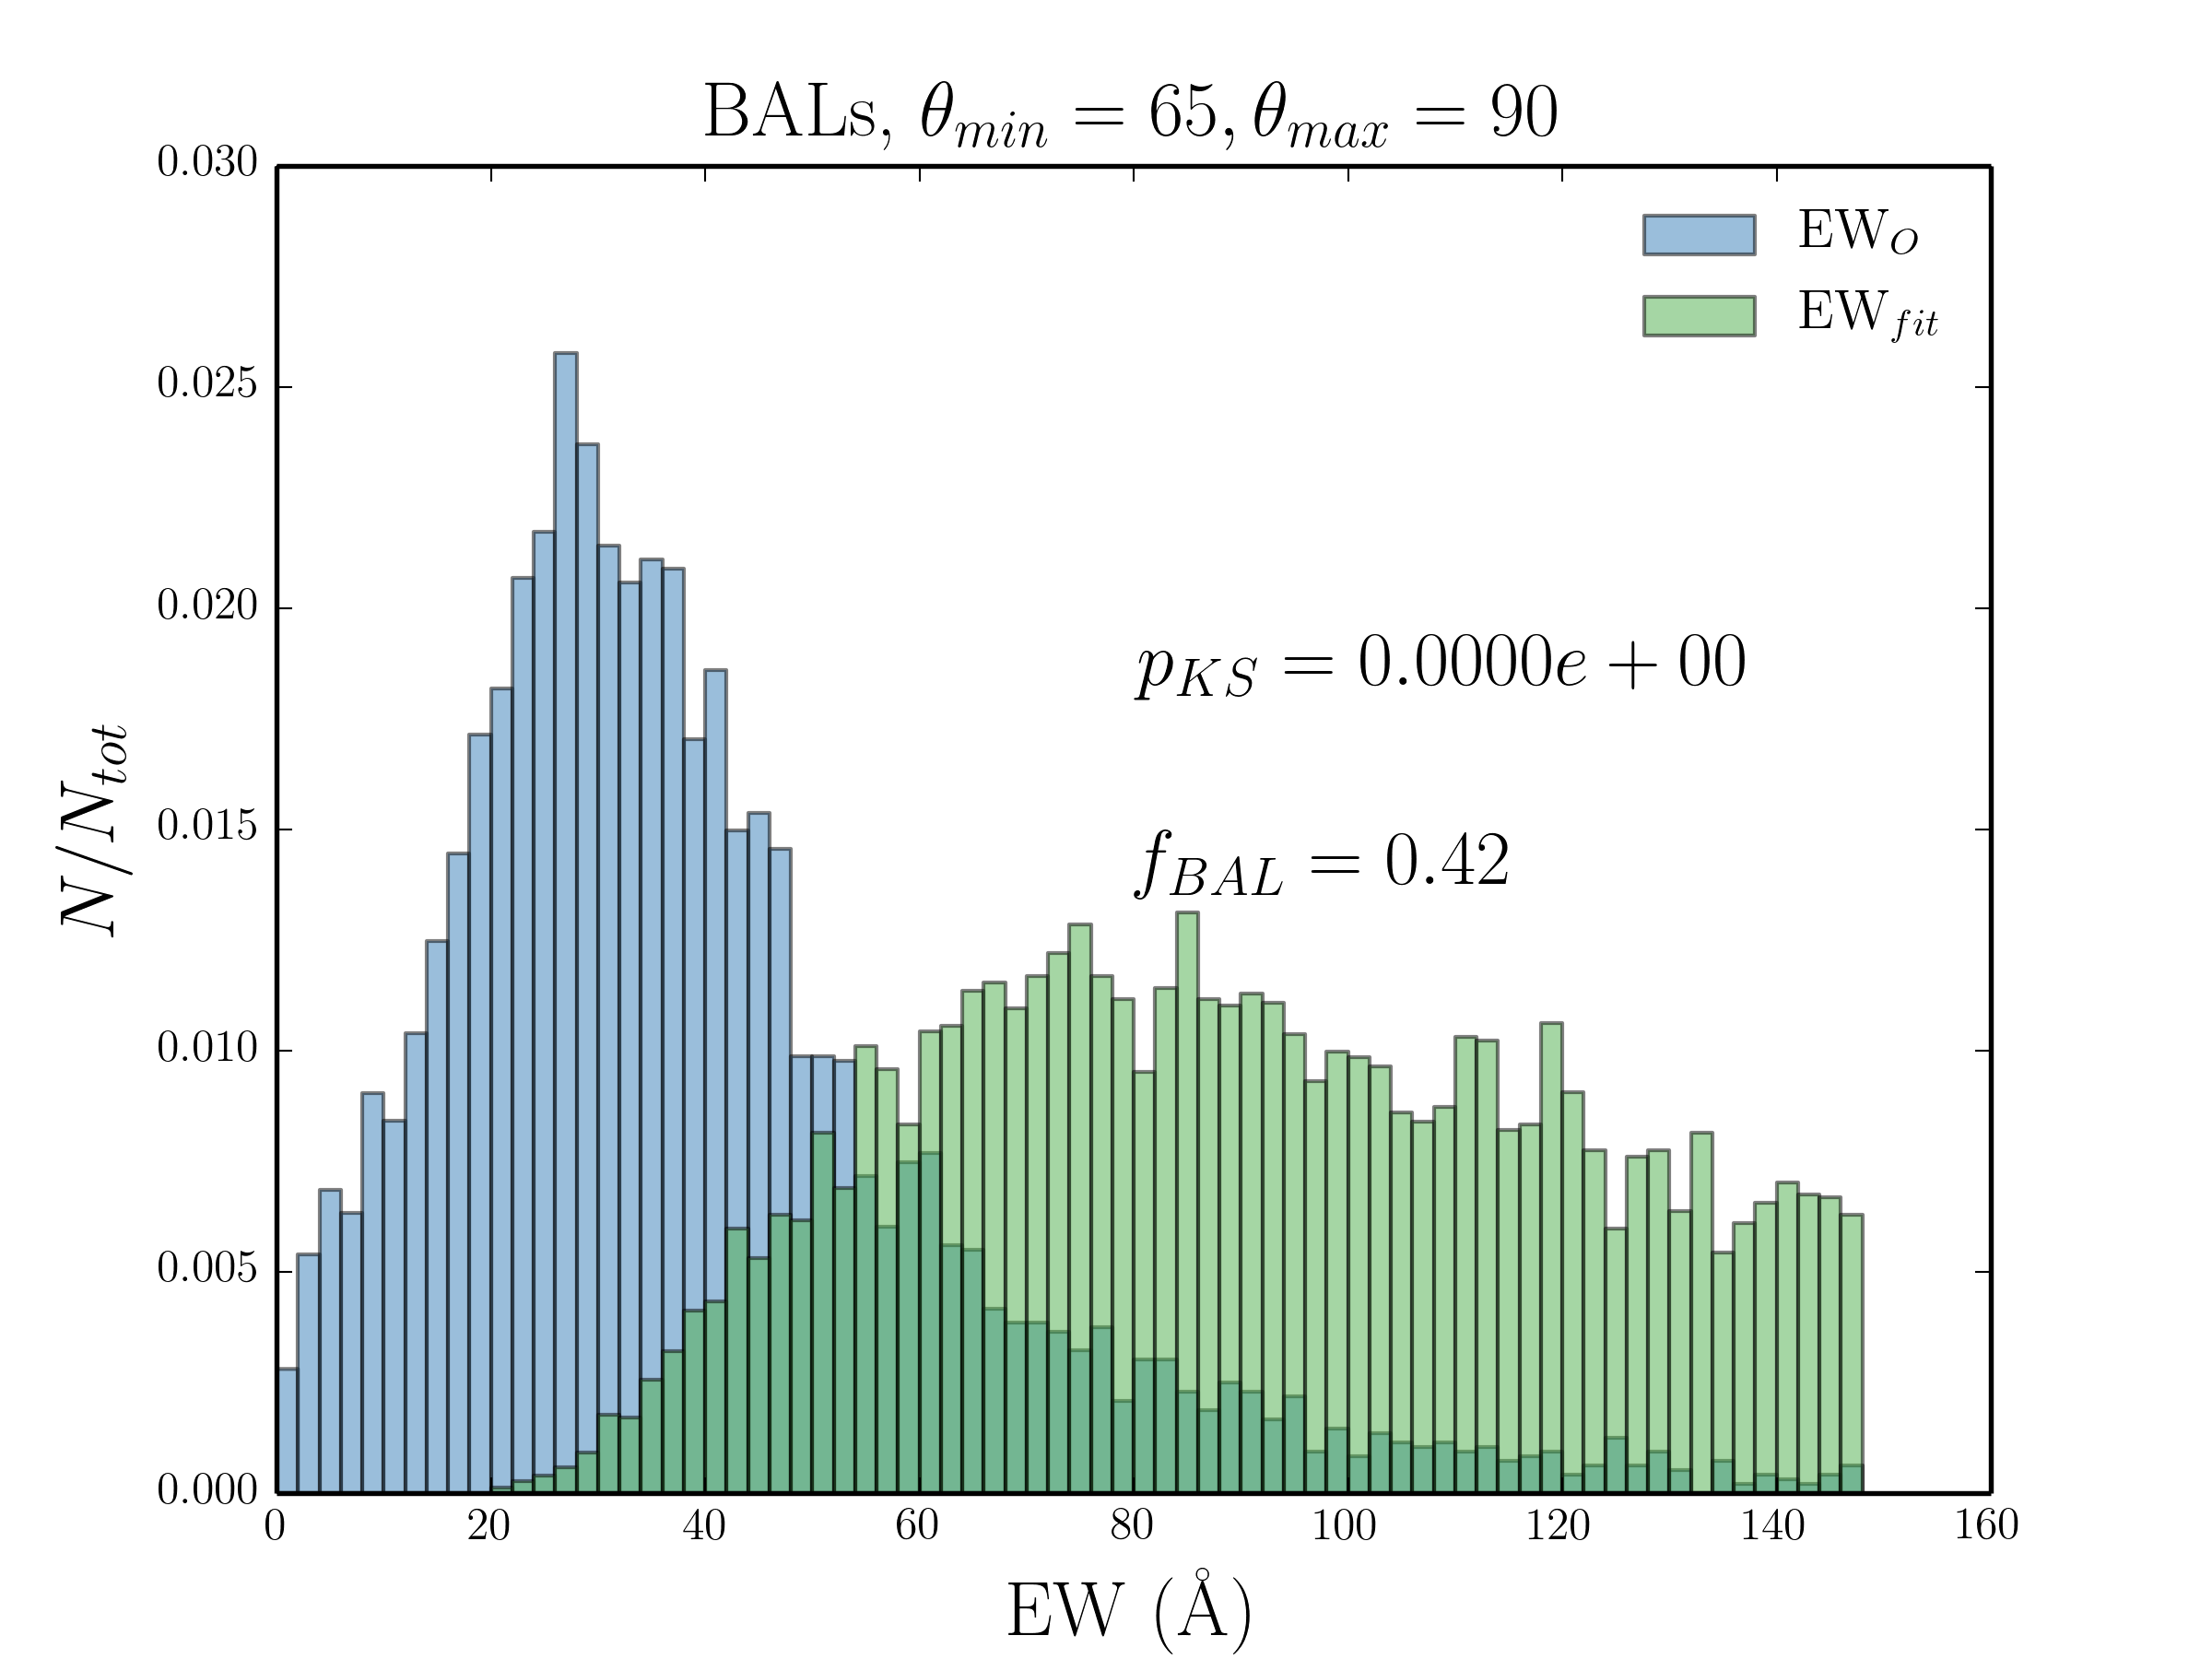 BALs, θ_min = 65, θ_max = 90
EW_O
EW_fit
p_KS = 0.0000e + 00
f_BAL = 0.42
N/N_tot
0.030
0.025
0.020
0.015
0.010
0.005
0.000
0 20 40 60 80 100 120 140 160
EW (Å)